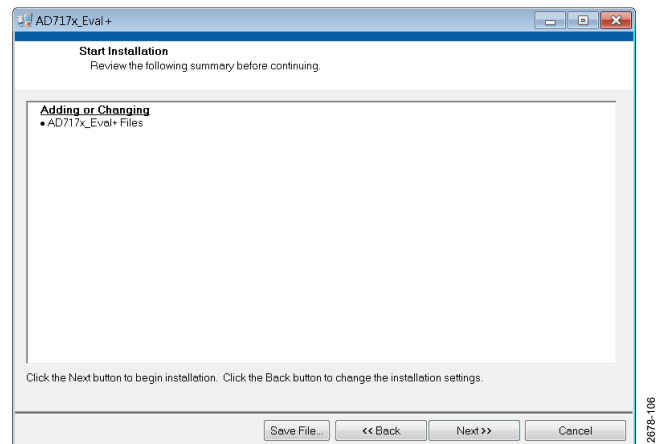 AD717x_Eval+
Start Installation
Review the following summary before continuing.
Adding or Changing
• AD717x_Eval+ Files
Click the Next button to begin installation. Click the Back button to change the installation settings.
Save File...
<< Back
Next >>
Cancel
2678-106